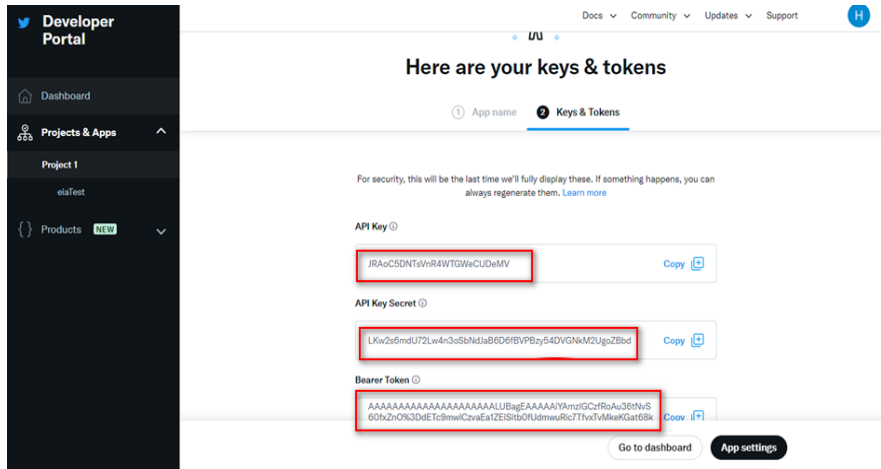 Developer
Portal
Docs
Community
Updates
Support
H
Here are your keys & tokens
Dashboard
1 App name
2 Keys & Tokens
Projects & Apps
Project 1
eiaTest
Products NEW
For security, this will be the last time we'll fully display these. If something happens, you can
always regenerate them. Learn more
API Key
JRAoC5DNTsVnR4WTGWeCUDeMV
Copy
API Key Secret
LKw2s6mdU72Lw4n3oSbNdJaB6D6fBVPBzy54DVGNkM2UgoZBbd
Copy
Bearer Token
AAAAAAAAAAAAAAAAAAAAALUBagEAAAAAiYAmziGCzfRoAu36tNvS
60fxZnO%3DdETc9mwlCzvaEa1ZEiSitb0fUdmwuRic7TfvxTvMkeKGat68k
Copy
Go to dashboard
App settings